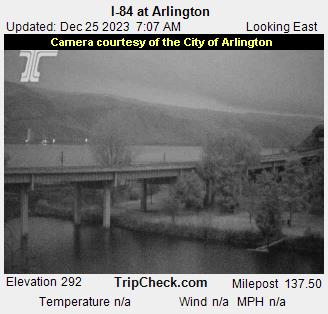 I-84 at Arlington
Updated: Dec 25 2023 7:07 AM Looking East
Camera courtesy of the City of Arlington
Elevation 292 TripCheck.com Milepost 137.50
Temperature n/a Wind n/a MPH n/a